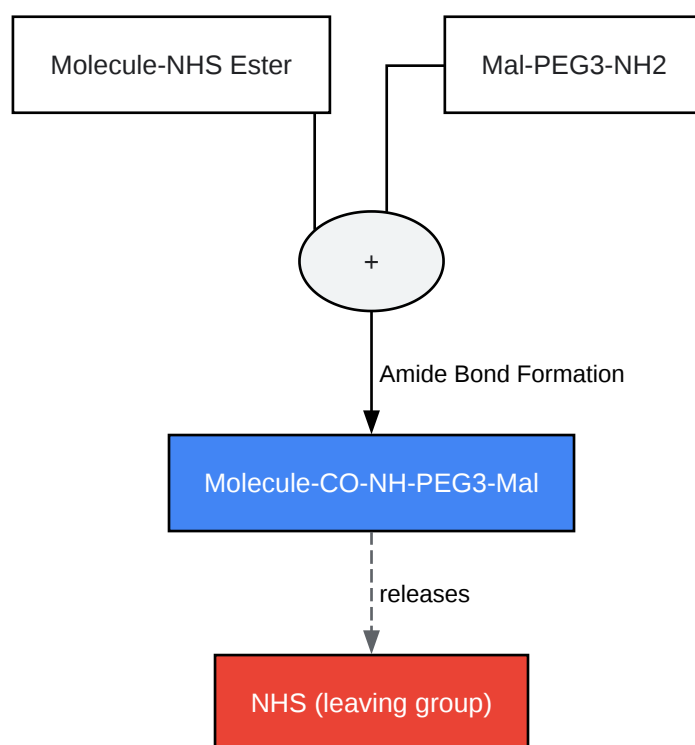 Molecule-NHS Ester
Mal-PEG3-NH2
+
Amide Bond Formation
Molecule-CO-NH-PEG3-Mal
releases
NHS (leaving group)